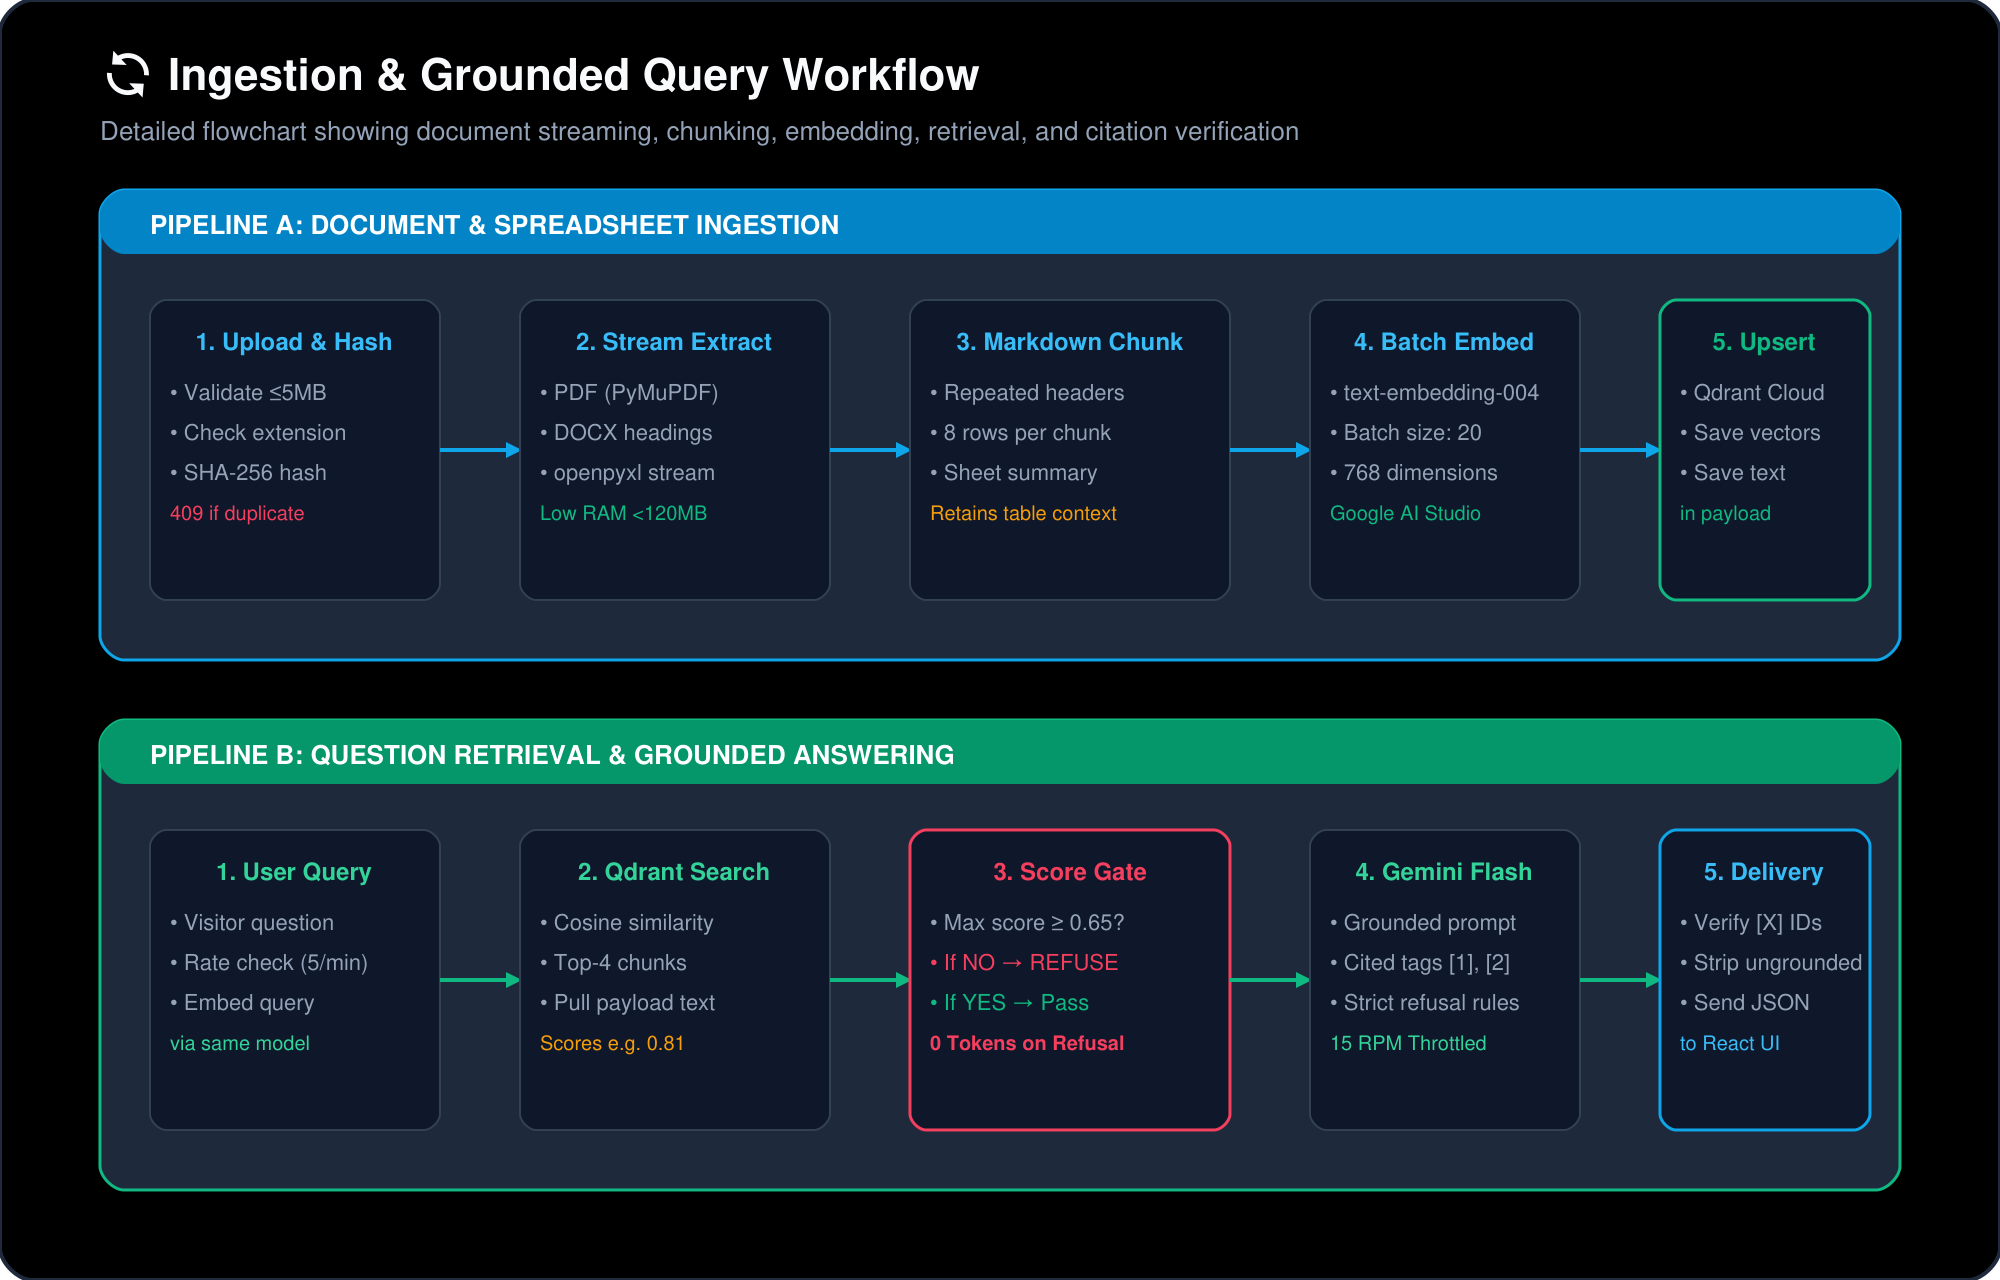 Ingestion & Grounded Query Workflow
Detailed flowchart showing document streaming, chunking, embedding, retrieval, and citation verification
PIPELINE A: DOCUMENT & SPREADSHEET INGESTION
1. Upload & Hash
• Validate ≤5MB
• Check extension
• SHA-256 hash
409 if duplicate
2. Stream Extract
• PDF (PyMuPDF)
• DOCX headings
• openpyxl stream
Low RAM <120MB
3. Markdown Chunk
• Repeated headers
• 8 rows per chunk
• Sheet summary
Retains table context
4. Batch Embed
• text-embedding-004
• Batch size: 20
• 768 dimensions
Google AI Studio
5. Upsert
• Qdrant Cloud
• Save vectors
• Save text
in payload
PIPELINE B: QUESTION RETRIEVAL & GROUNDED ANSWERING
1. User Query
• Visitor question
• Rate check (5/min)
• Embed query
via same model
2. Qdrant Search
• Cosine similarity
• Top-4 chunks
• Pull payload text
Scores e.g. 0.81
3. Score Gate
• Max score ≥ 0.65?
• If NO → REFUSE
• If YES → Pass
0 Tokens on Refusal
4. Gemini Flash
• Grounded prompt
• Cited tags [1], [2]
• Strict refusal rules
15 RPM Throttled
5. Delivery
• Verify [X] IDs
• Strip ungrounded
• Send JSON
to React UI